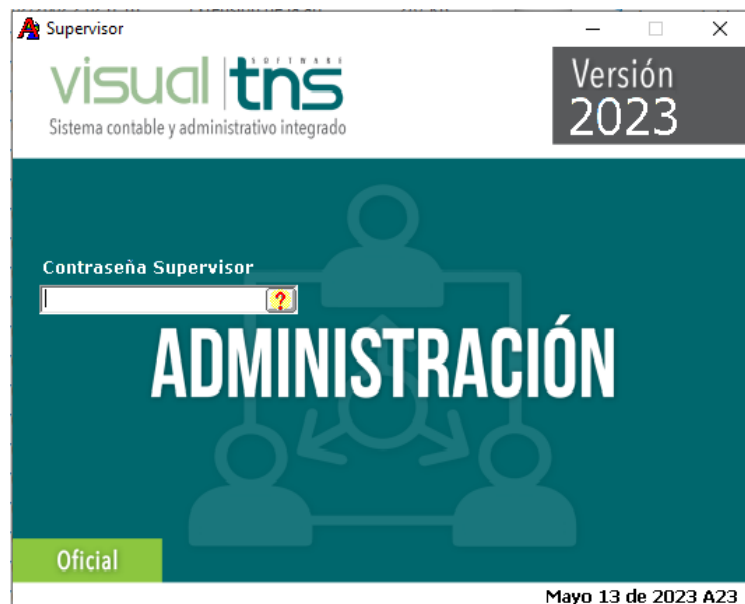 Supervisor
visual tns
SOFTWARE
Sistema contable y administrativo integrado
Versión
2023
Contraseña Supervisor
?
ADMINISTRACIÓN
Oficial
Mayo 13 de 2023 A23